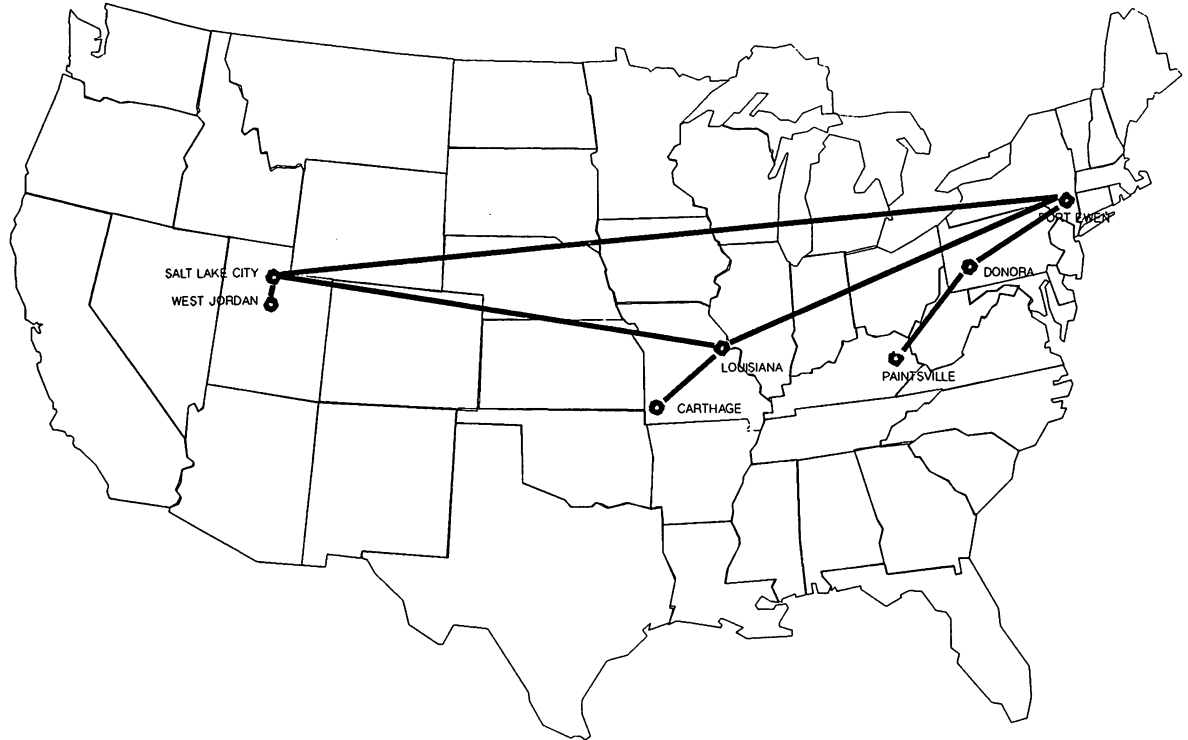 PORT EWEN
SALT LAKE CITY
DONORA
WEST JORDAN
LOUISIANA
PAINTSVILLE
CARTHAGE